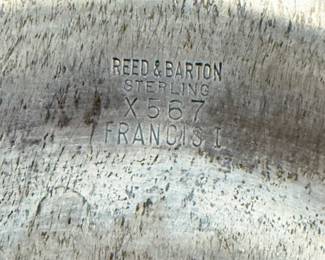 REED & BARTON
STERLING
X567
FRANCIS I